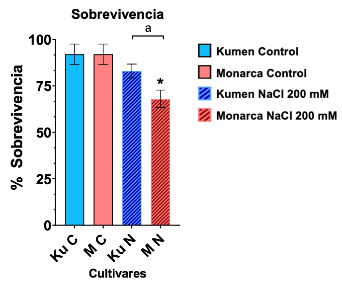 Sobrevivencia
a
*
100
75
50
25
0
% Sobrevivencia
Ku C
M C
Ku N
M N
Cultivares
Kumen Control
Monarca Control
Kumen NaCl 200 mM
Monarca NaCl 200 mM